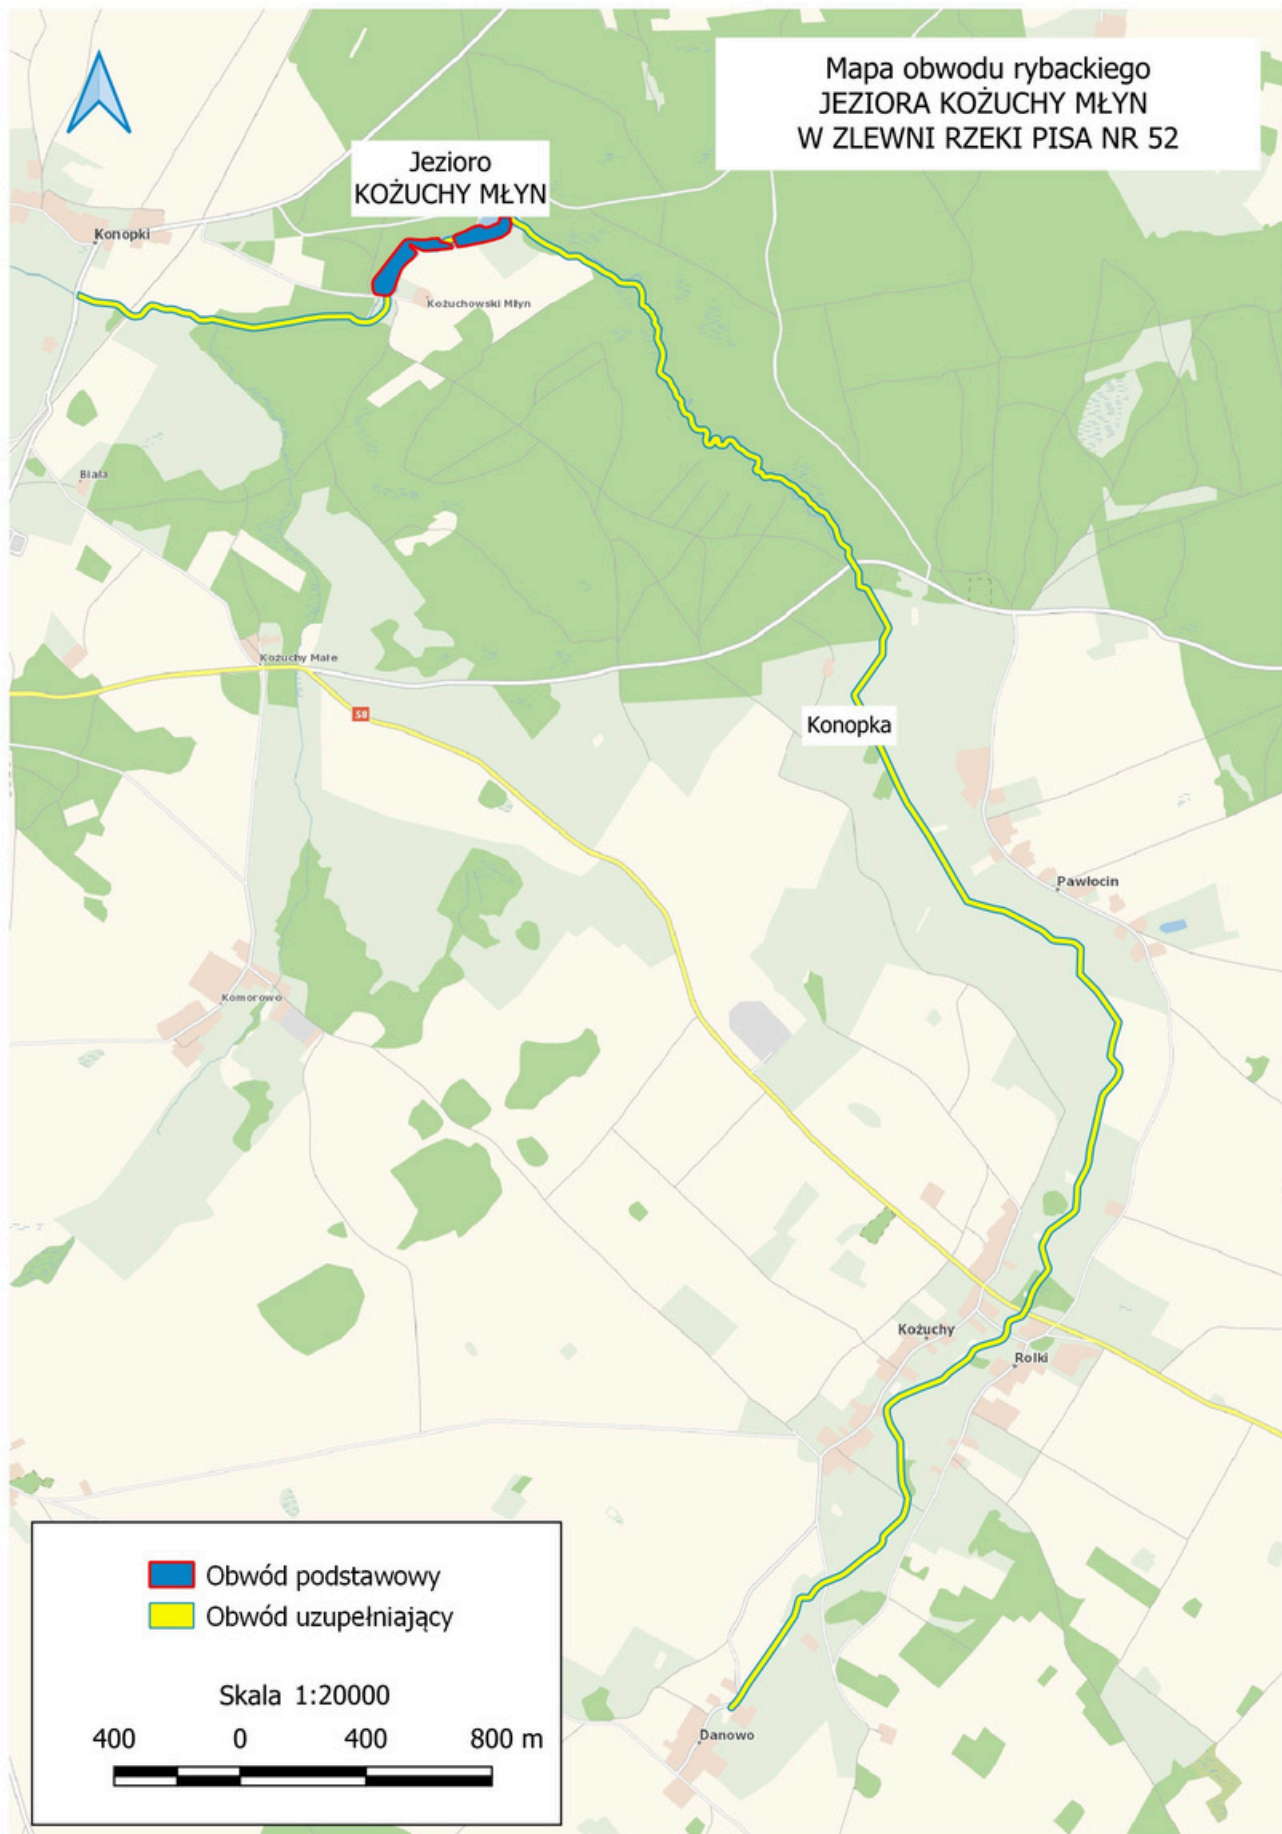 Mapa obwodu rybackiego
JEZIORA KOŻUCHY MŁYN
W ZLEWNI RZEKI PISA NR 52
Jezioro
KOŻUCHY MŁYN
Konopki
Kożuchowski Młyn
Biała
Kożuchy Małe
58
Konopka
Pawłocin
Komorowo
Kożuchy
Rolki
Danowo
Obwód podstawowy
Obwód uzupełniający
Skala 1:20000
400 0 400 800 m